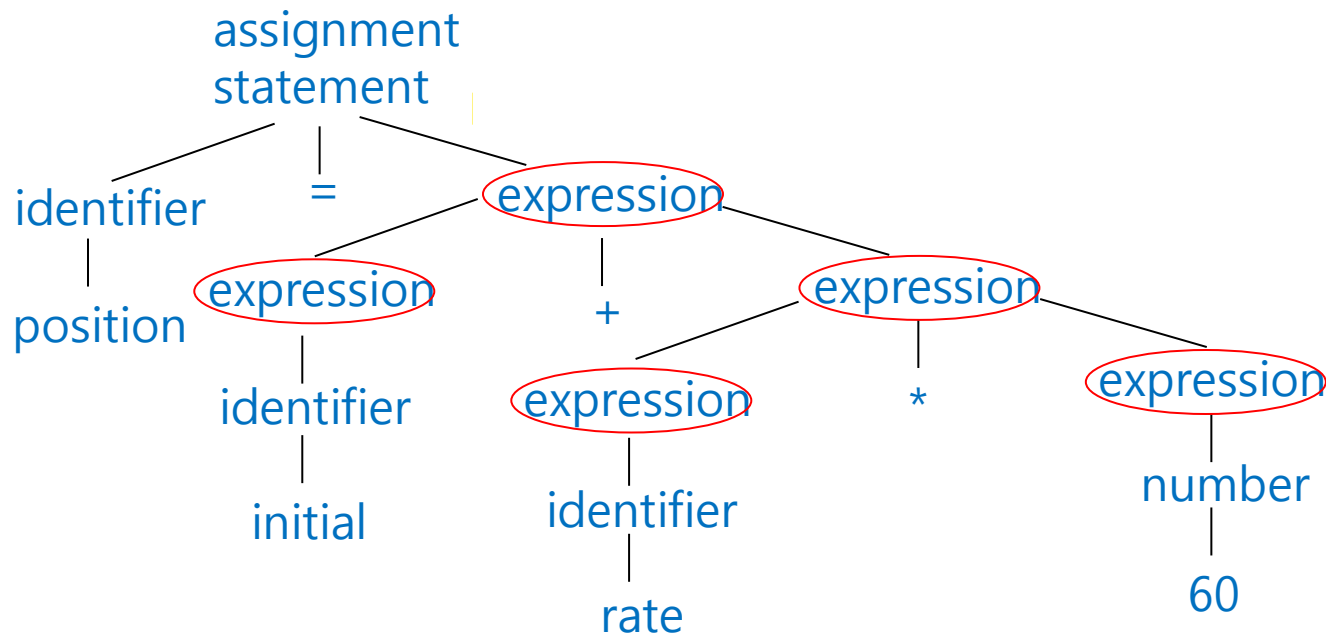 assignment
statement
identifier = expression
position expression + expression
identifier expression * expression
initial identifier number
rate 60